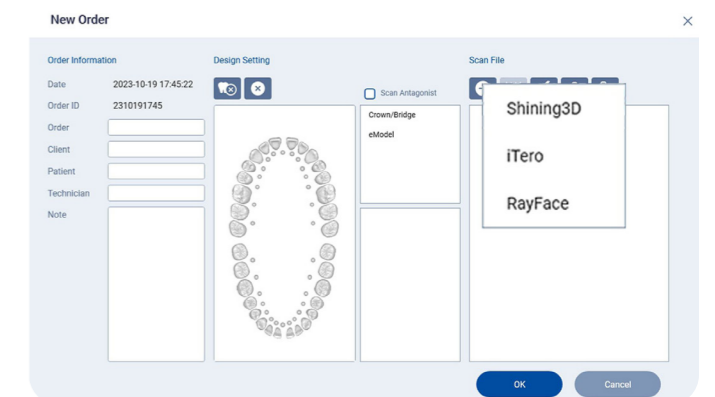 New Order
Order Information
Date 2023-10-19 17:45:22
Order ID 2310191745
Order
Client
Patient
Technician
Note
Design Setting
Scan Antagonist
Crown/Bridge
eModel
Scan File
Shining3D
iTero
RayFace
OK
Cancel